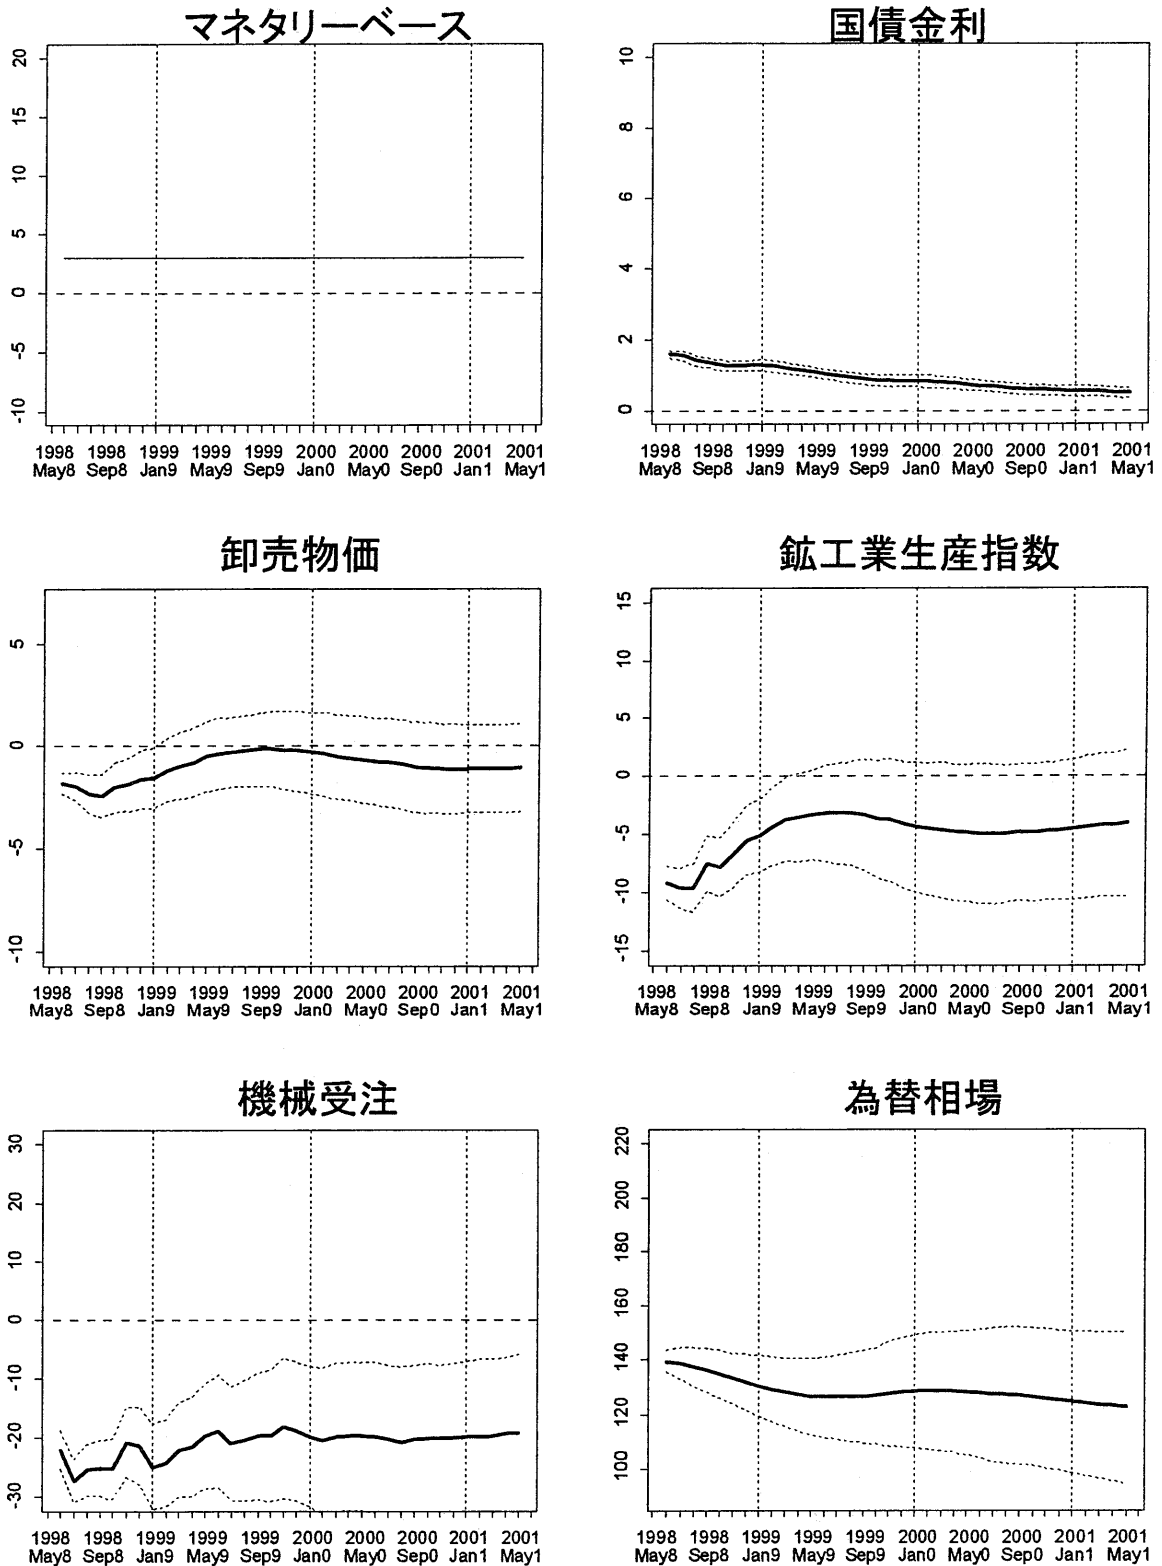 マネタリーベース
20
15
10
5
0
-5
-10
1998 1998 1999 1999 1999 2000 2000 2000 2001 2001
May8 Sep8 Jan9 May9 Sep9 Jan0 May0 Sep0 Jan1 May1
国債金利
10
8
6
4
2
0
1998 1998 1999 1999 1999 2000 2000 2000 2001 2001
May8 Sep8 Jan9 May9 Sep9 Jan0 May0 Sep0 Jan1 May1
卸売物価
5
0
-5
-10
1998 1998 1999 1999 1999 2000 2000 2000 2001 2001
May8 Sep8 Jan9 May9 Sep9 Jan0 May0 Sep0 Jan1 May1
鉱工業生産指数
15
10
5
0
-5
-10
-15
1998 1998 1999 1999 1999 2000 2000 2000 2001 2001
May8 Sep8 Jan9 May9 Sep9 Jan0 May0 Sep0 Jan1 May1
機械受注
30
20
10
0
-10
-20
-30
1998 1998 1999 1999 1999 2000 2000 2000 2001 2001
May8 Sep8 Jan9 May9 Sep9 Jan0 May0 Sep0 Jan1 May1
為替相場
220
200
180
160
140
120
100
1998 1998 1999 1999 1999 2000 2000 2000 2001 2001
May8 Sep8 Jan9 May9 Sep9 Jan0 May0 Sep0 Jan1 May1